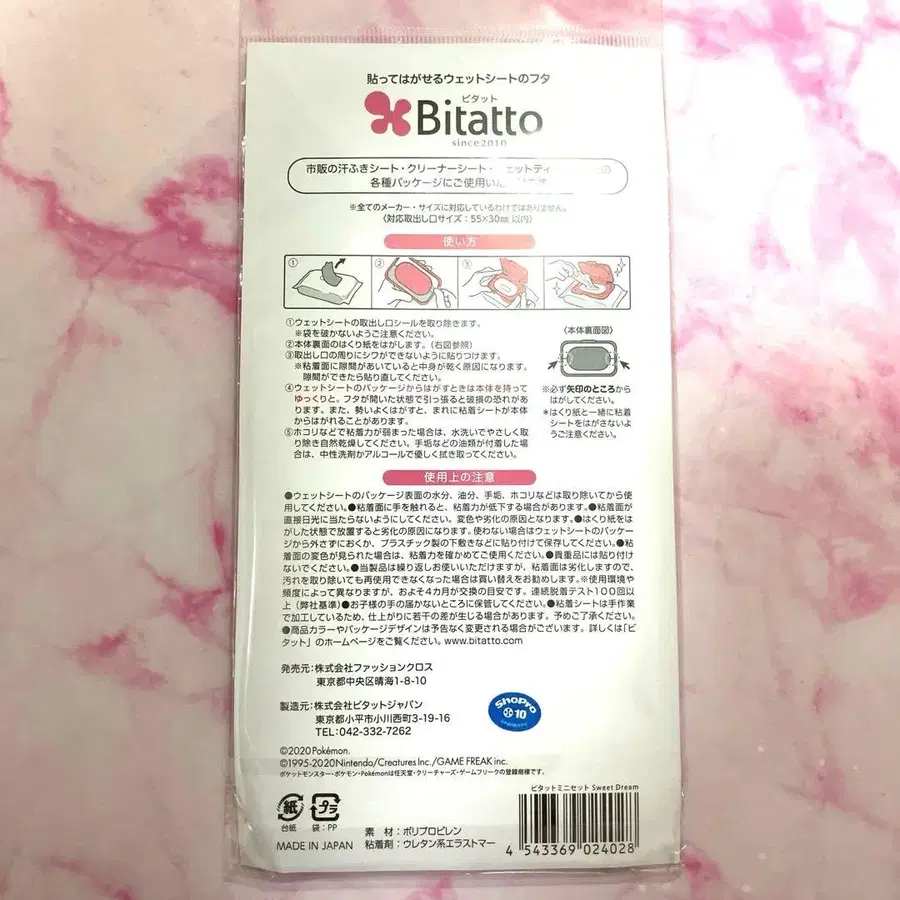 貼ってはがせるウェットシートのフタ
ビタット
Bitatto
since2010
市販の汗ふきシート・クリーナーシート・ェットティ の
各種パッケージにご使用いた
※全てのメーカー・サイズに対応しているわけではありません。
〈対応取出し口サイズ：55×30㎜ 以内〉
使い方
① ② ③ ④
①ウェットシートの取出し口シールを取り除きます。
※袋を破かないようご注意ください。
②本体裏面のはくり紙をはがします。（右図参照）
③取出し口の周りにシワができないように貼りつけます。
※粘着面に隙間があいていると中身が乾く原因になります。
隙間ができたら貼り直してください。
④ウェットシートのパッケージからはがすときは本体を持って
ゆっくりと。フタが開いた状態で引っ張ると破損の恐れがあ
ります。また、勢いよくはがすと、まれに粘着シートが本体
からはがれることがあります。
⑤ホコリなどで粘着力が弱まった場合は、水洗いでやさしく取
り除き自然乾燥してください。手垢などの油類が付着した場
合は、中性洗剤かアルコールで優しく拭き取ってください。
〈本体裏面図〉
※必ず矢印のところから
はがしてください。
＊はくり紙と一緒に粘着
シートをはがさないよ
うご注意ください。
使用上の注意
●ウェットシートのパッケージ表面の水分、油分、手垢、ホコリなどは取り除いてから使
用してください。●粘着面に手を触れると、粘着力が低下する場合があります。●粘着面が
直接日光に当たらないようにしてください。変色や劣化の原因となります。●はく り紙をは
がした状態で放置すると劣化の原因になります。使わない場合はウェットシートのパッケー
ジから外さずにおくか、プラスチック製の下敷きなどに貼り付けて保存してください。●粘
着面の変色が見られた場合は、粘着力を確かめてご使用ください。●貴重品には貼り付け
ないでください。●当製品は繰り返しお使いいただけますが、粘着面は劣化しますので、
汚れを取り除いても再使用できなくなった場合は買い替えをお勧めします。※使用環境や
頻度によって異なりますが、およそ4カ月が交換の目安です。連続脱着テスト100回以
上（弊社基準）●お子様の手の届かないところに保管してください。●粘着シートは手作業
で加工しているため、仕上がりに若干の差が生じる場合があります。予めご了承ください。
●商品カラーやパッケージデザインは予告なく変更される場合がございます。詳しくは「ビ
タット」のホームページをご覧ください。www.bitatto.com
発売元：株式会社ファッションクロス
東京都中央区晴海1-8-10
製造元：株式会社ビタットジャパン
東京都小平市小川西町3-19-16
TEL：042-332-7262
ShoPro
10
©2020 Pokémon.
©1995-2020 Nintendo/Creatures Inc./GAME FREAK inc.
ポケットモンスター・ポケモン・Pokémonは任天堂・クリーチャーズ・ゲームフリークの登録商標です。
紙
台紙
プラ
袋：PP
MADE IN JAPAN
素 材：ポリプロピレン
粘着剤：ウレタン系エラストマー
ビタットミニセット Sweet Dream
4 543369 024028